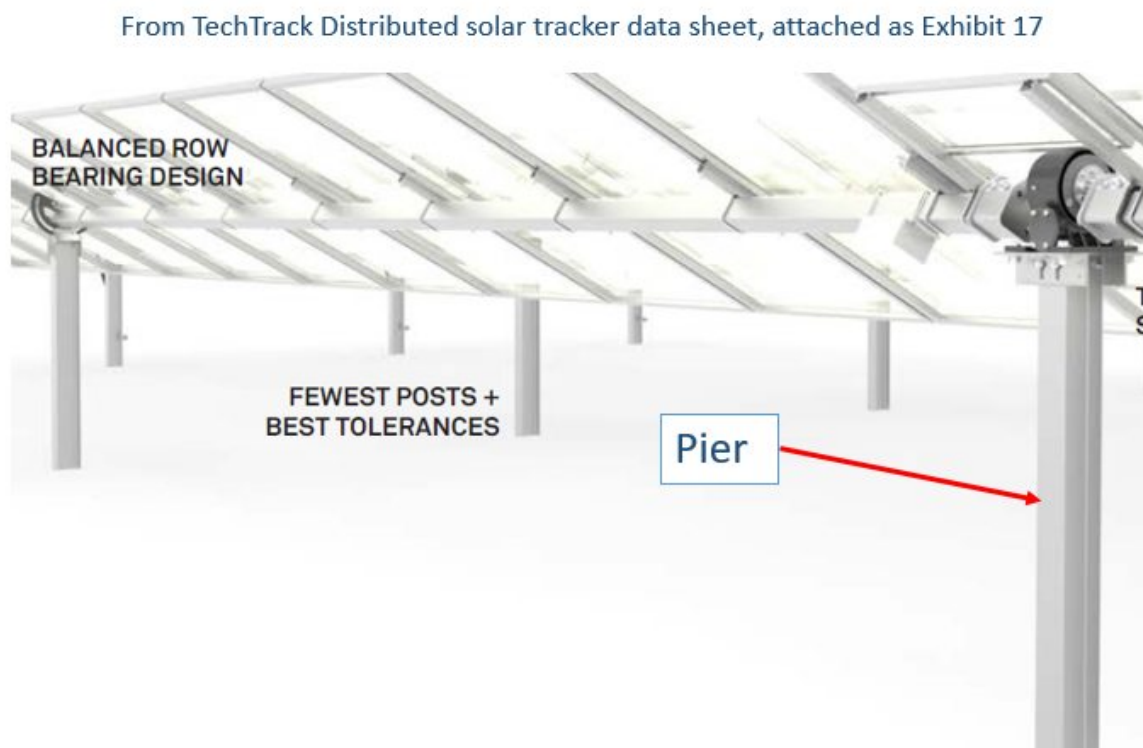 From TechTrack Distributed solar tracker data sheet, attached as Exhibit 17
BALANCED ROW
BEARING DESIGN
FEWEST POSTS +
BEST TOLERANCES
Pier